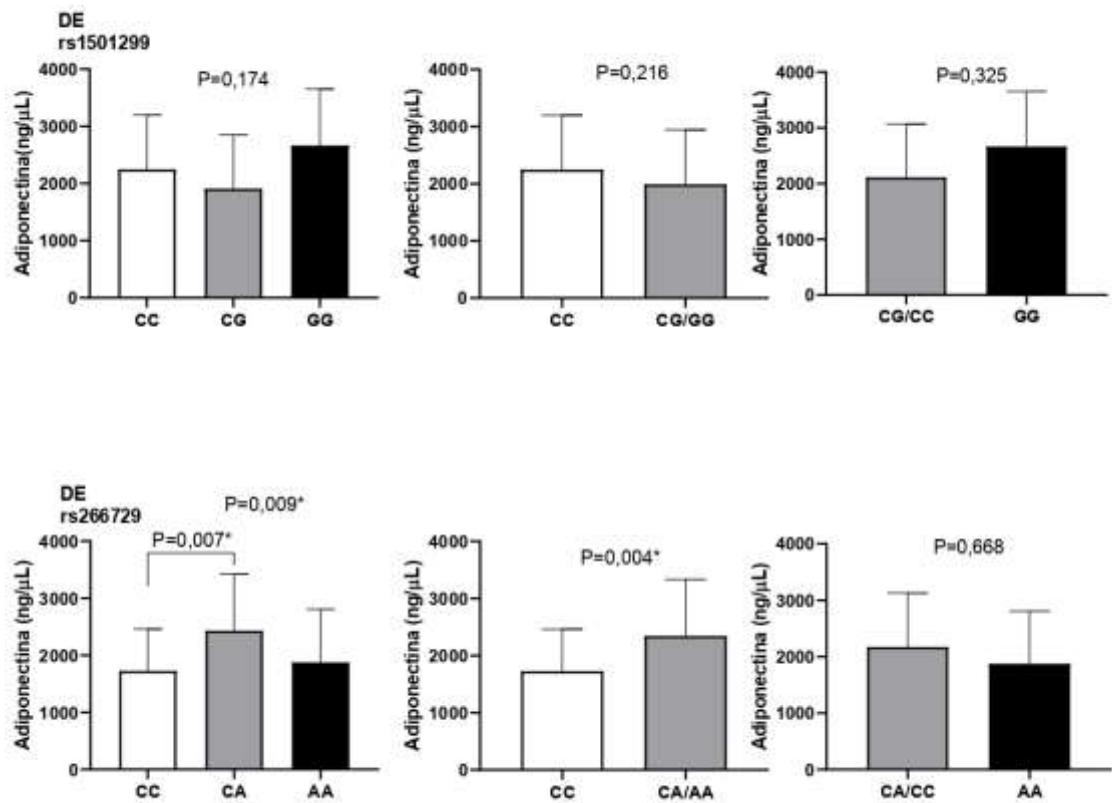 DE
rs1501299
P=0,174
Adiponectina(ng/µL)
4000
3000
2000
1000
0
CC CG GG
P=0,216
Adiponectina (ng/µL)
4000
3000
2000
1000
0
CC CG/GG
P=0,325
Adiponectina (ng/µL)
4000
3000
2000
1000
0
CG/CC GG
DE
rs266729
P=0,009*
P=0,007*
Adiponectina (ng/µL)
4000
3000
2000
1000
0
CC CA AA
P=0,004*
Adiponectina (ng/µL)
4000
3000
2000
1000
0
CC CA/AA
P=0,668
Adiponectina (ng/µL)
4000
3000
2000
1000
0
CA/CC AA